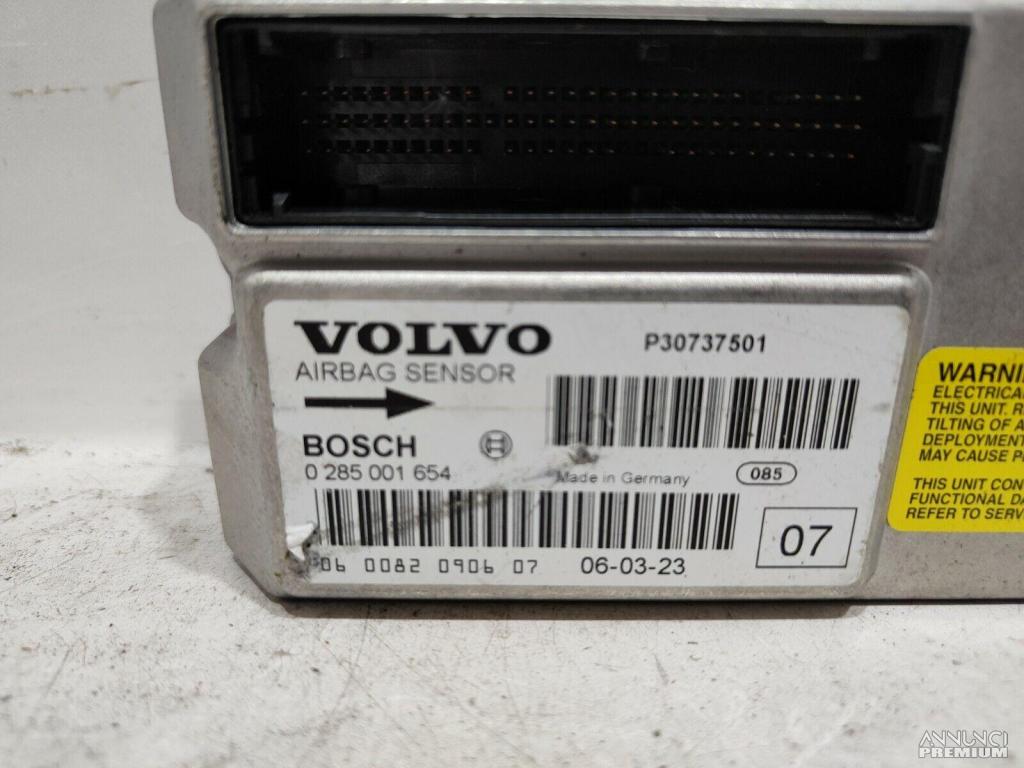 VOLVO
P30737501
AIRBAG SENSOR
BOSCH
0 285 001 654
Made in Germany
085
06 0082 0906 07
06-03-23
07
WARNI
ELECTRICA
THIS UNIT. R
TILTING OF A
DEPLOYMENT
MAY CAUSE P
THIS UNIT CON
FUNCTIONAL DA
REFER TO SERV
ANNUNCI
PREMIUM